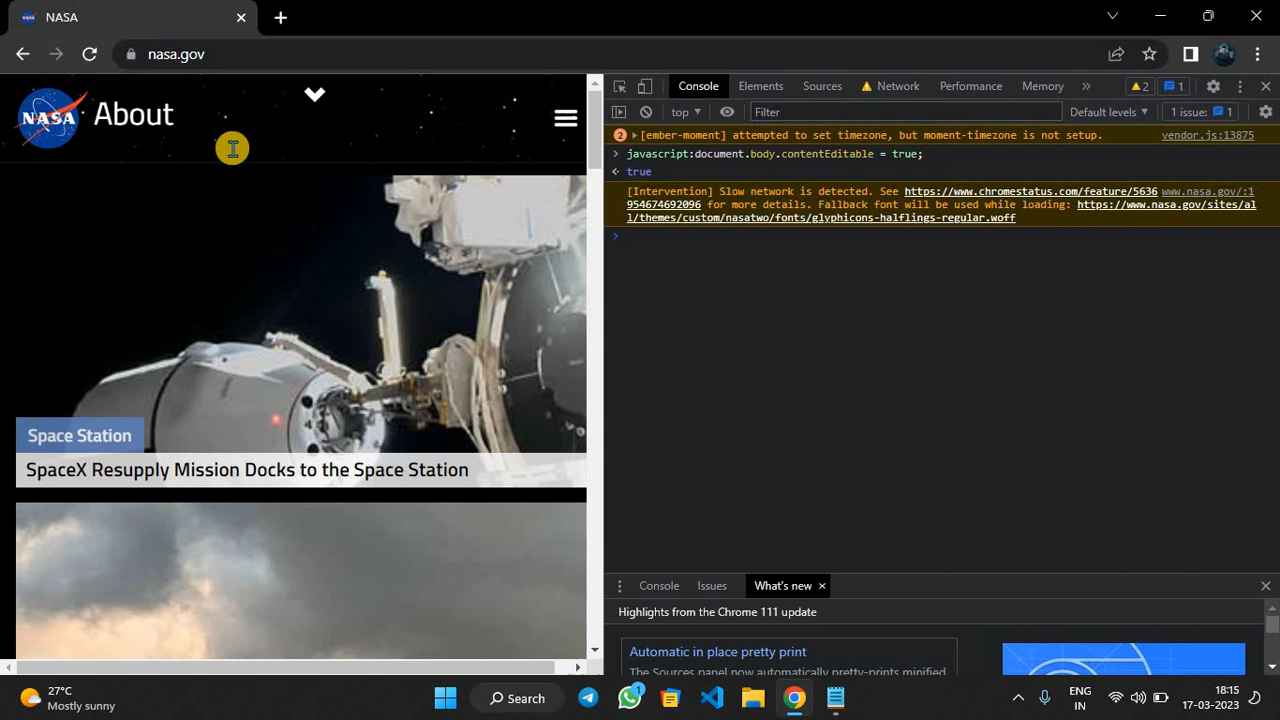 NASA
nasa.gov
NASA
About
Space Station
SpaceX Resupply Mission Docks to the Space Station
Console Elements Sources Network Performance Memory 2 1
top Filter Default levels 1 issue: 1
2 [ember-moment] attempted to set timezone, but moment-timezone is not setup. vendor.js:13875
javascript:document.body.contentEditable = true;
true
[Intervention] Slow network is detected. See https://www.chromestatus.com/feature/5636 www.nasa.gov/:1
954674692096 for more details. Fallback font will be used while loading: https://www.nasa.gov/sites/al
l/themes/custom/nasatwo/fonts/glyphicons-halflings-regular.woff
Console Issues What's new
Highlights from the Chrome 111 update
Automatic in place pretty print
The Sources panel now automatically pretty-prints minified
27°C
Mostly sunny
Search
1
ENG
IN
18:15
17-03-2023